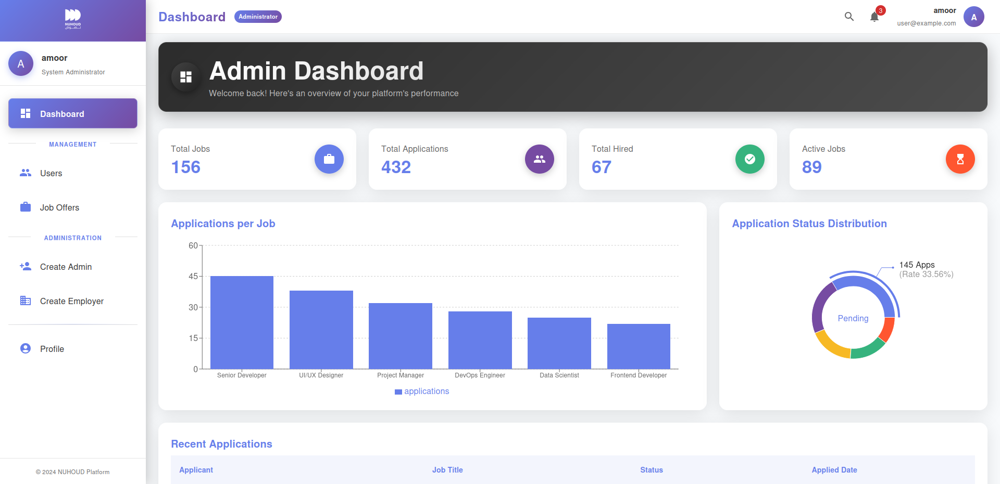 NUHOUD
نـهـوض
amoor
System Administrator
Dashboard
MANAGEMENT
Users
Job Offers
ADMINISTRATION
Create Admin
Create Employer
Profile
© 2024 NUHOUD Platform
Dashboard
Administrator
3
amoor
user@example.com
A
A
Admin Dashboard
Welcome back! Here's an overview of your platform's performance
Total Jobs
156
Total Applications
432
Total Hired
67
Active Jobs
89
Applications per Job
60
45
30
15
0
Senior Developer
UI/UX Designer
Project Manager
DevOps Engineer
Data Scientist
Frontend Developer
applications
Application Status Distribution
145 Apps
(Rate 33.56%)
Pending
Recent Applications
Applicant
Job Title
Status
Applied Date